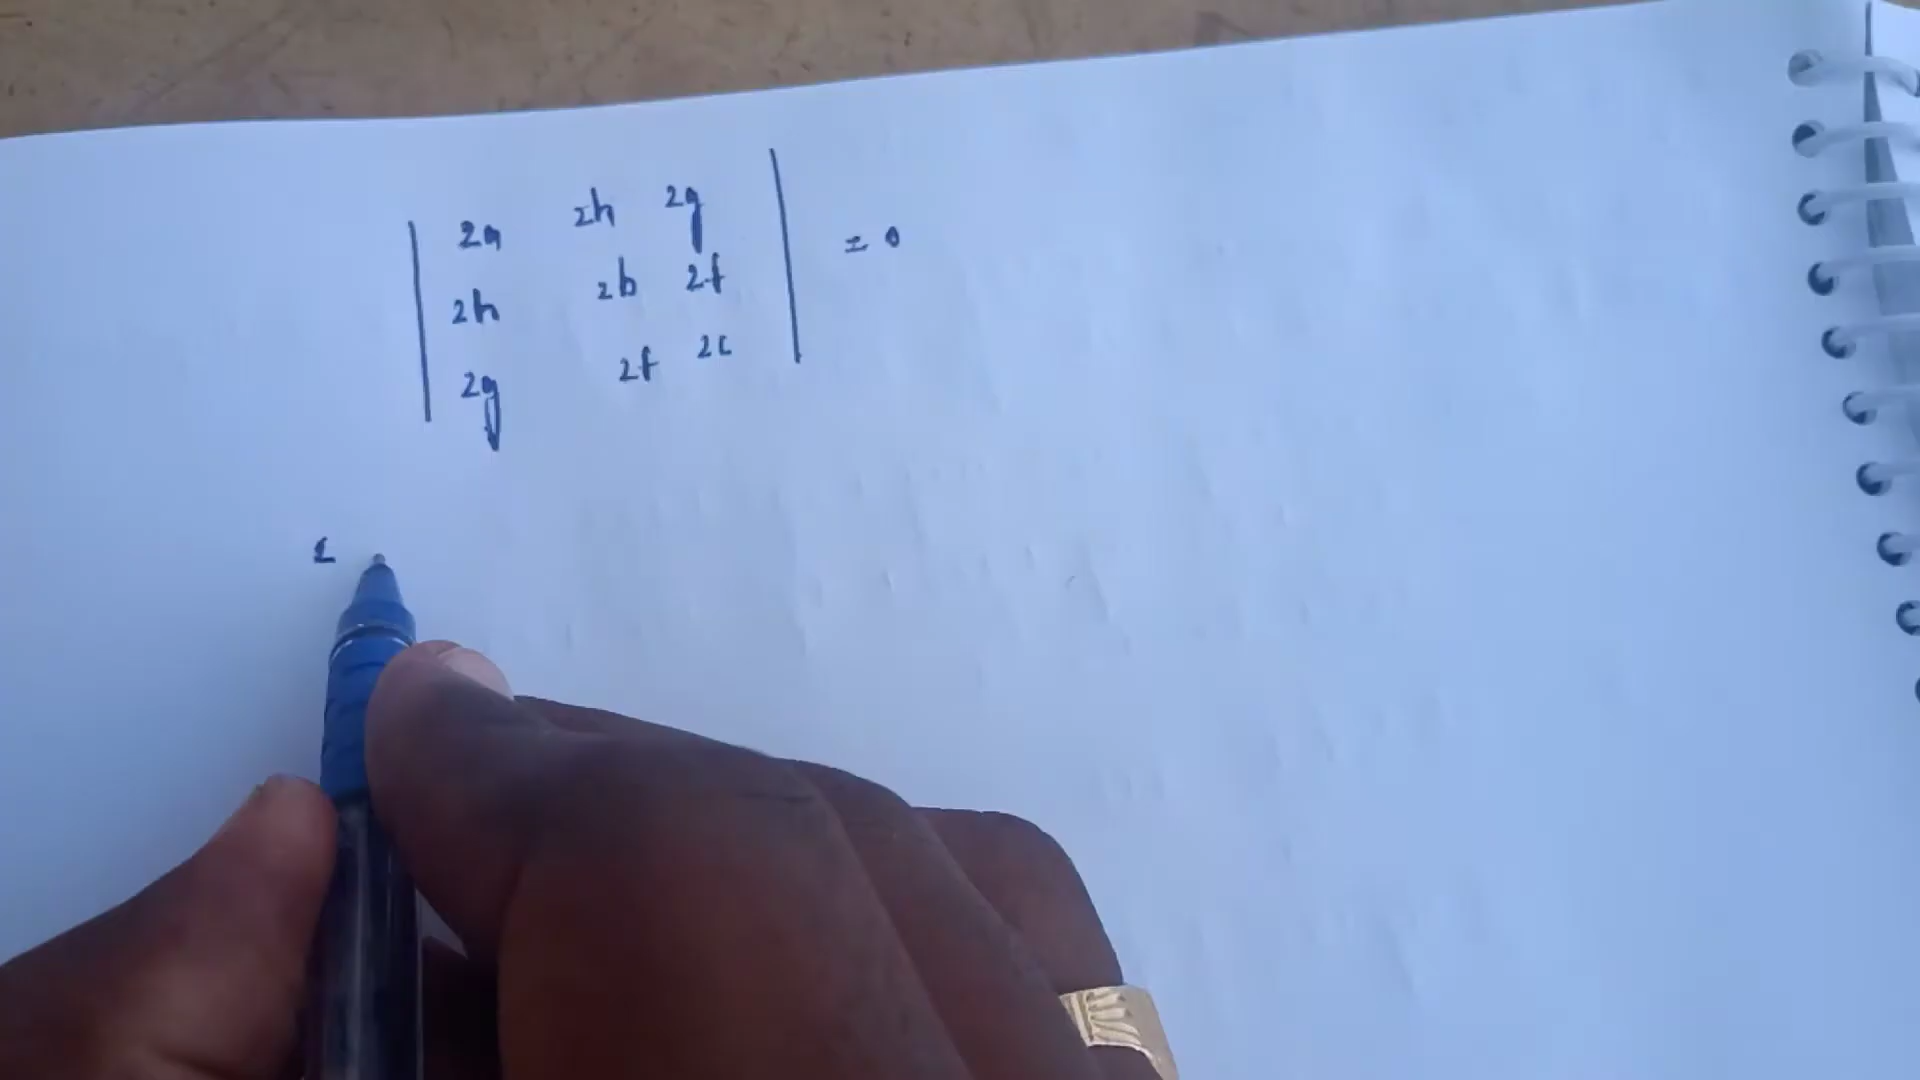 | 2a 2h 2g | = 0
| 2h 2b 2f |
| 2g 2f 2c |